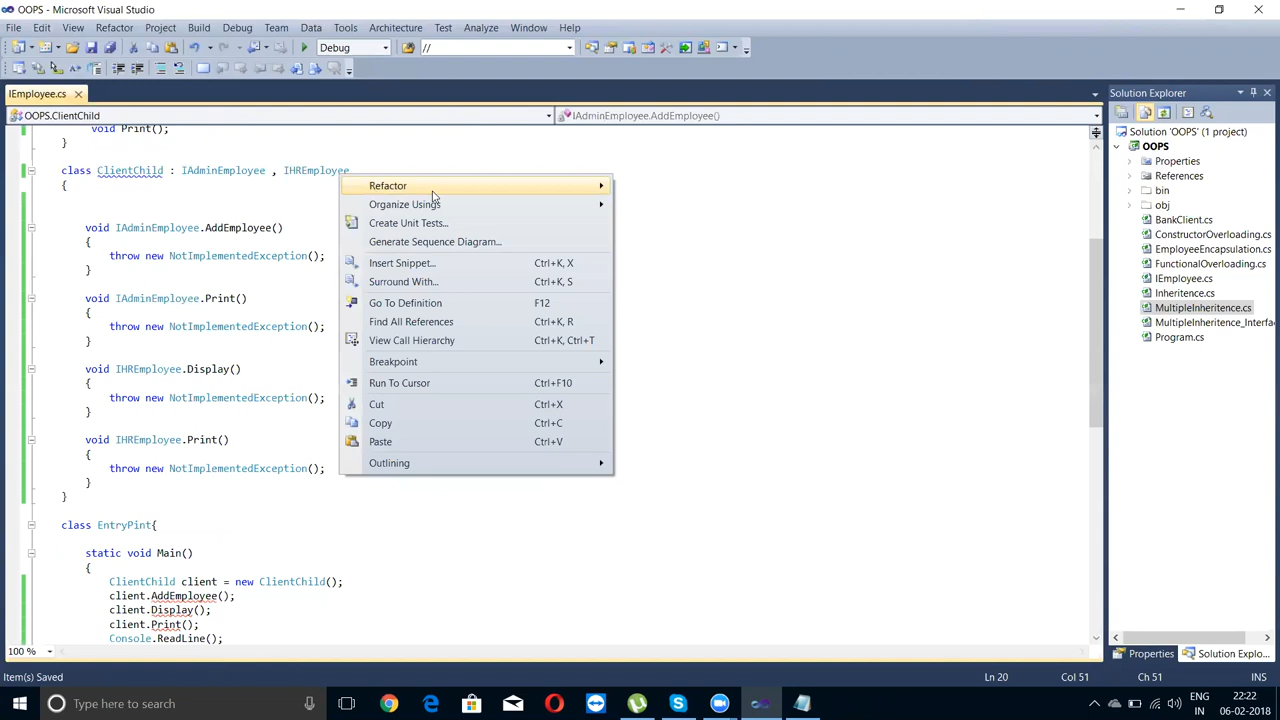 OOPS - Microsoft Visual Studio
File Edit View Refactor Project Build Debug Team Data Tools Architecture Test Analyze Window Help
Debug //
IEmployee.cs
OOPS.ClientChild IAdminEmployee.AddEmployee()
void Print();
}
class ClientChild : IAdminEmployee , IHREmployee
{
void IAdminEmployee.AddEmployee()
{
throw new NotImplementedException();
}
void IAdminEmployee.Print()
{
throw new NotImplementedException();
}
void IHREmployee.Display()
{
throw new NotImplementedException();
}
void IHREmployee.Print()
{
throw new NotImplementedException();
}
}
class EntryPint{
static void Main()
{
ClientChild client = new ClientChild();
client.AddEmployee();
client.Display();
client.Print();
Console.ReadLine();
100 %
Refactor
Organize Usings
Create Unit Tests...
Generate Sequence Diagram...
Insert Snippet... Ctrl+K, X
Surround With... Ctrl+K, S
Go To Definition F12
Find All References Ctrl+K, R
View Call Hierarchy Ctrl+K, Ctrl+T
Breakpoint
Run To Cursor Ctrl+F10
Cut Ctrl+X
Copy Ctrl+C
Paste Ctrl+V
Outlining
Solution Explorer
Solution 'OOPS' (1 project)
OOPS
Properties
References
bin
obj
BankClient.cs
ConstructorOverloading.cs
EmployeeEncapsulation.cs
FunctionalOverloading.cs
IEmployee.cs
Inheritence.cs
MultipleInheritence.cs
MultipleInheritence_Interfa
Program.cs
Properties Solution Explo...
Item(s) Saved Ln 20 Col 51 Ch 51 INS
Type here to search
ENG
IN
22:22
06-02-2018